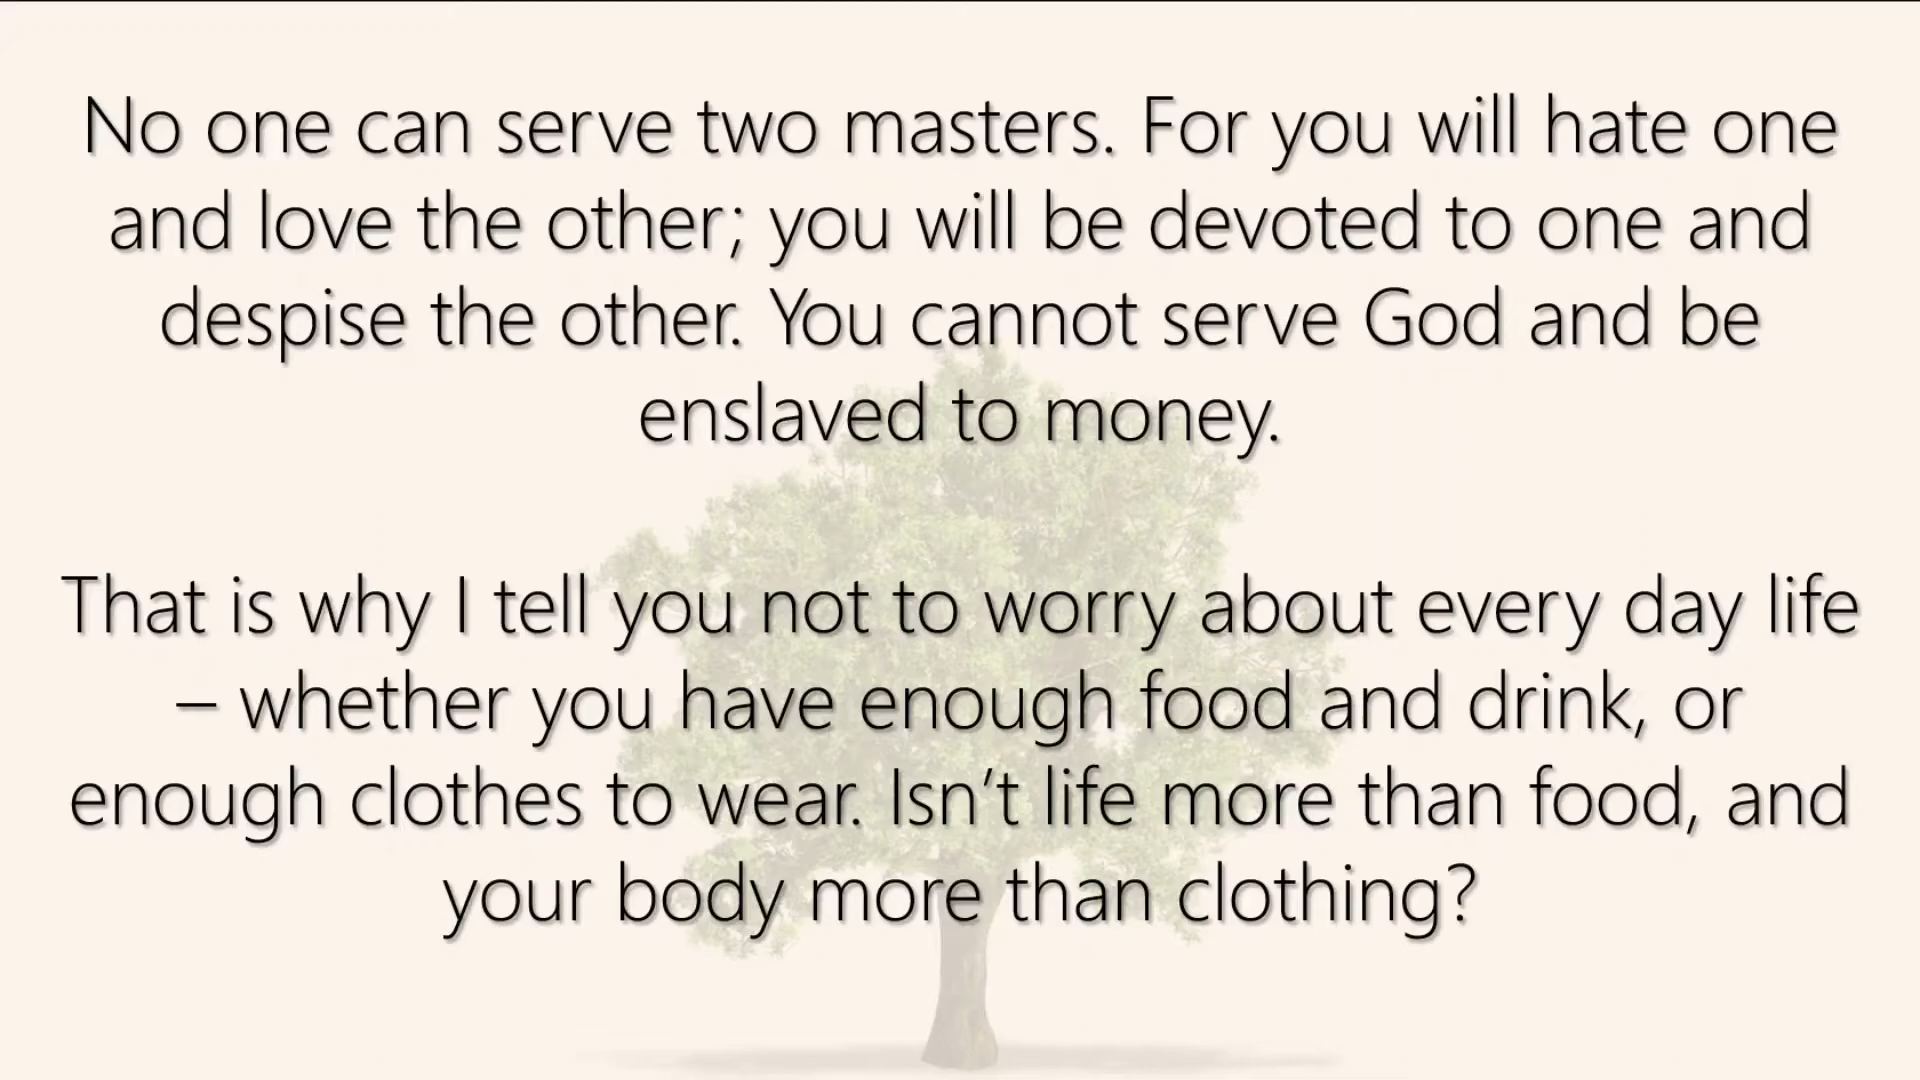 No one can serve two masters. For you will hate one
and love the other; you will be devoted to one and
despise the other. You cannot serve God and be
enslaved to money.
That is why I tell you not to worry about every day life
– whether you have enough food and drink, or
enough clothes to wear. Isn’t life more than food, and
your body more than clothing?